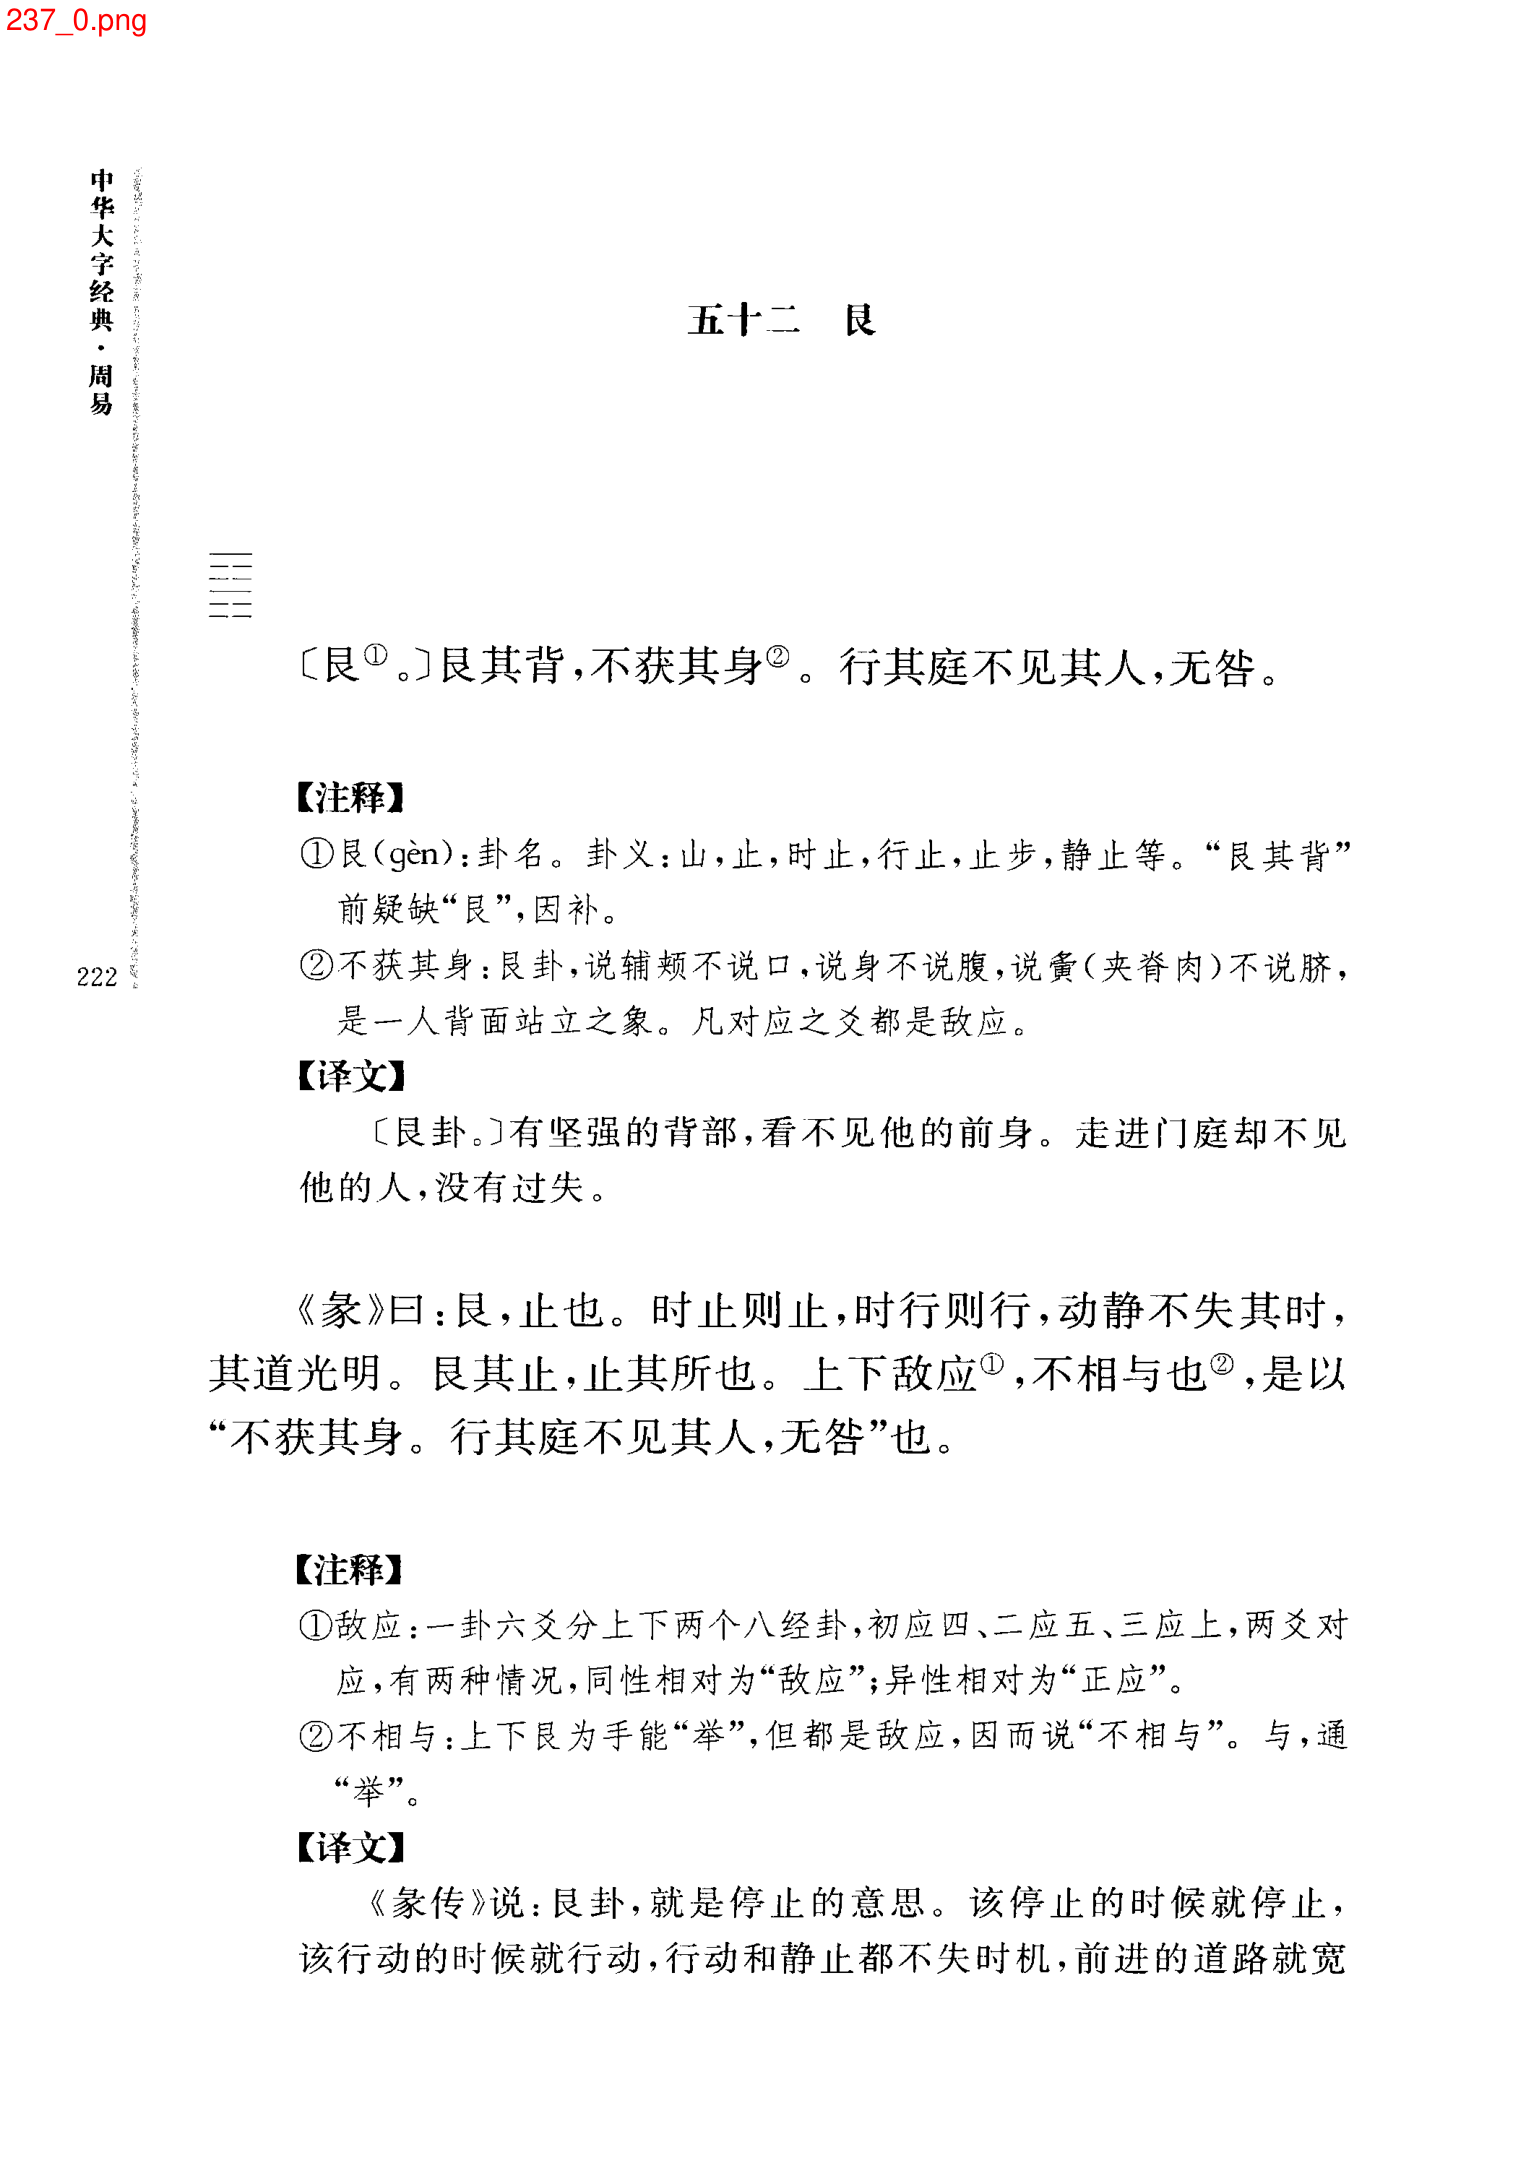 237_0.png
中华大字经典·周易
五十二 艮
〔艮①。〕艮其背，不获其身②。行其庭不见其人，无咎。
【注释】
①艮(gèn)：卦名。卦义：山，止，时止，行止，止步，静止等。“艮其背”
前疑缺“艮”，因补。
②不获其身：艮卦，说辅颊不说口，说身不说腹，说夤(夹脊肉)不说脐，
是一人背面站立之象。凡对应之爻都是敌应。
222
【译文】
〔艮卦。〕有坚强的背部，看不见他的前身。走进门庭却不见
他的人，没有过失。
《彖》曰：艮，止也。时止则止，时行则行，动静不失其时，
其道光明。艮其止，止其所也。上下敌应①，不相与也②，是以
“不获其身。行其庭不见其人，无咎”也。
【注释】
①敌应：一卦六爻分上下两个八经卦，初应四、二应五、三应上，两爻对
应，有两种情况，同性相对为“敌应”；异性相对为“正应”。
②不相与：上下艮为手能“举”，但都是敌应，因而说“不相与”。与，通
“举”。
【译文】
《彖传》说：艮卦，就是停止的意思。该停止的时候就停止，
该行动的时候就行动，行动和静止都不失时机，前进的道路就宽